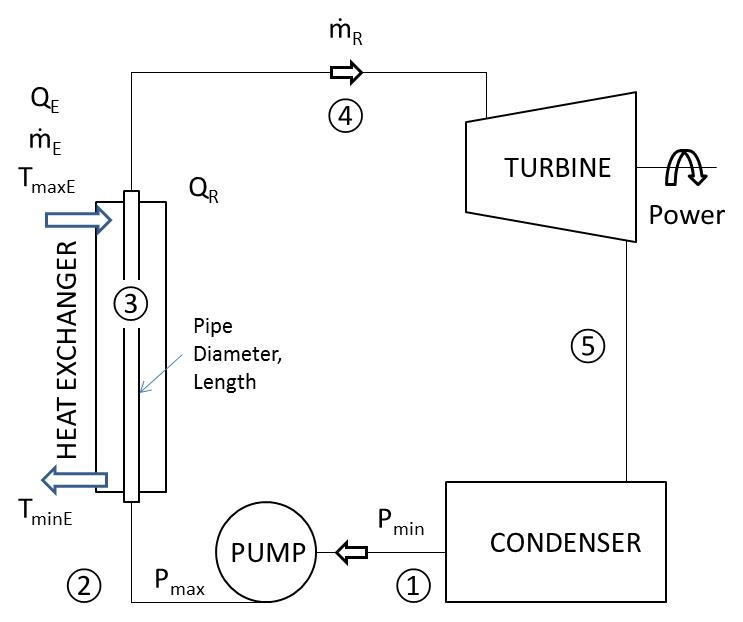 ṁR
QE
④
ṁE
TmaxE
QR
TURBINE
Power
HEAT EXCHANGER
③
Pipe
Diameter,
Length
⑤
TminE
Pmin
PUMP
CONDENSER
②
Pmax
①